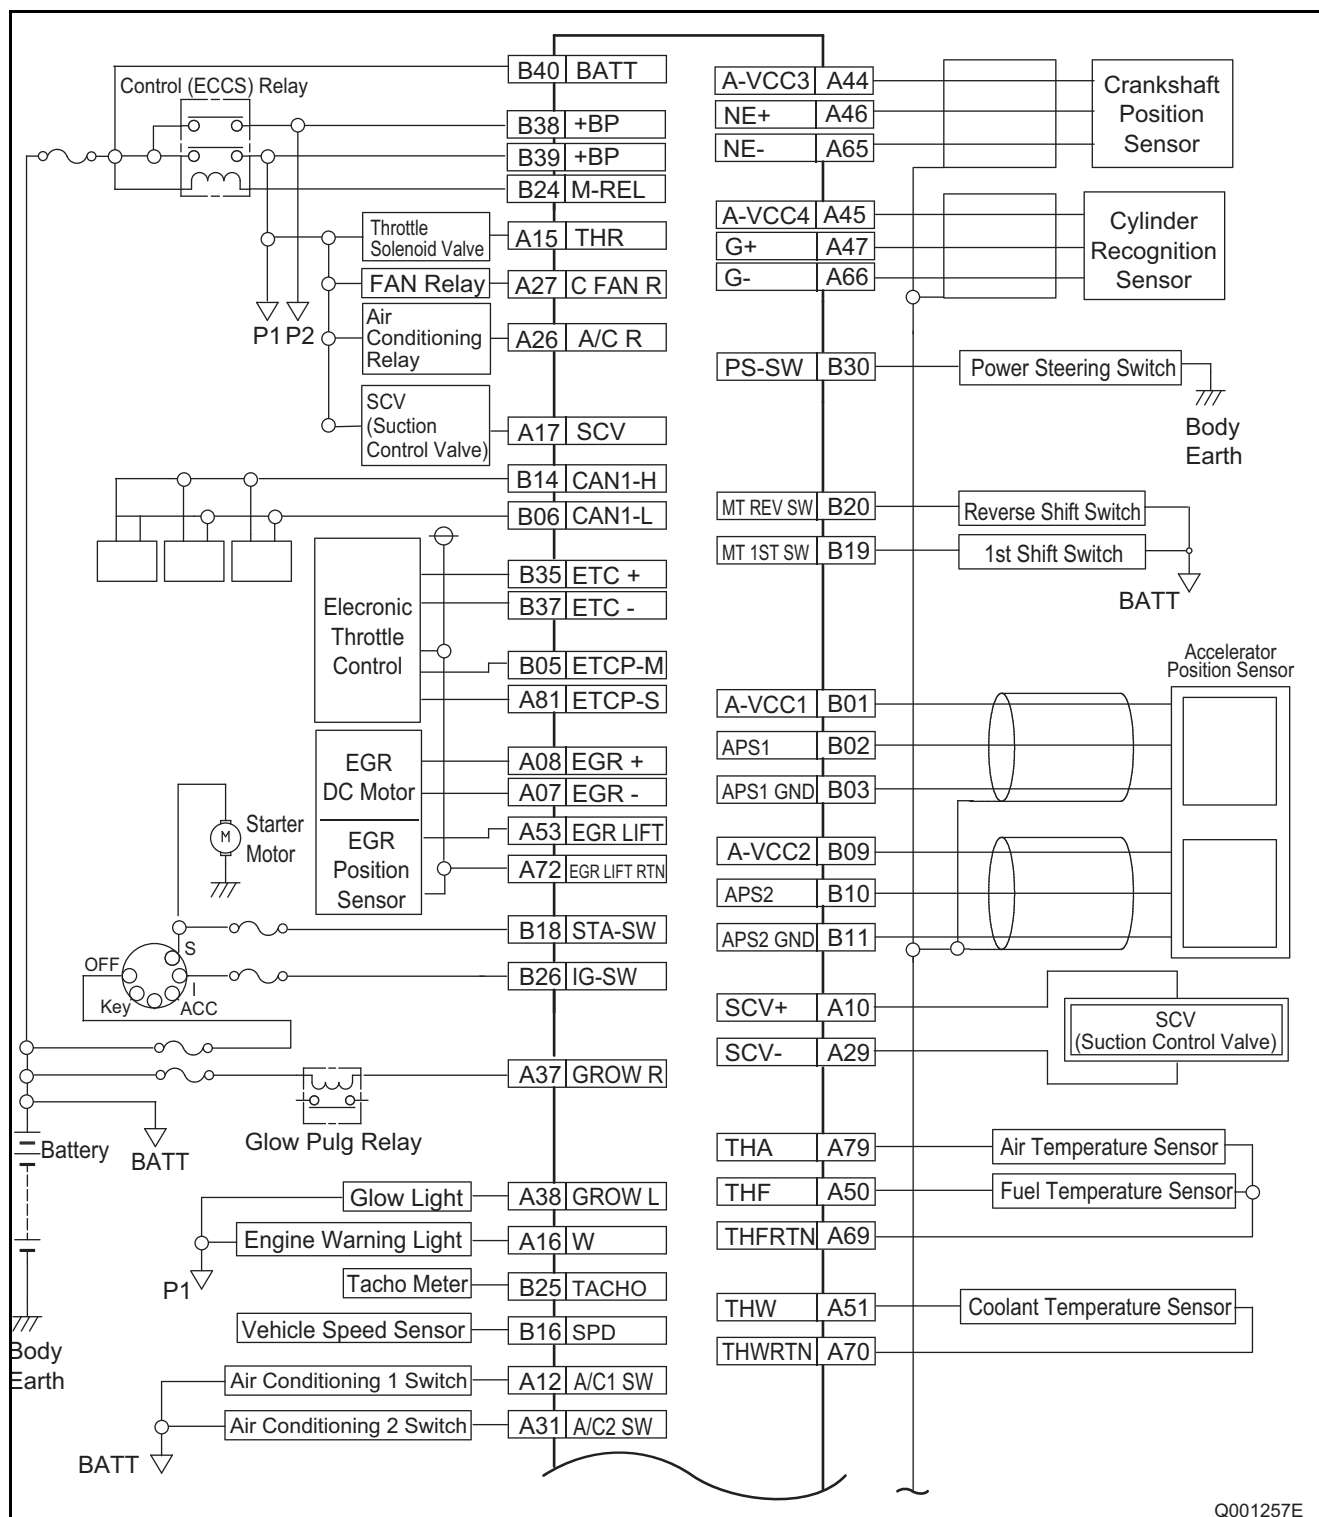 Control (ECCS) Relay
B40 BATT
B38 +BP
B39 +BP
B24 M-REL
Throttle
Solenoid Valve
A15 THR
FAN Relay
A27 C FAN R
P1 P2
Air
Conditioning
Relay
A26 A/C R
SCV
(Suction
Control Valve)
A17 SCV
B14 CAN1-H
B06 CAN1-L
Elecronic
Throttle
Control
B35 ETC +
B37 ETC -
B05 ETCP-M
A81 ETCP-S
EGR
DC Motor
A08 EGR +
A07 EGR -
EGR
Position
Sensor
A53 EGR LIFT
A72 EGR LIFT RTN
M
Starter
Motor
B18 STA-SW
B26 IG-SW
OFF
S
Key
ACC
A37 GROW R
Glow Pulg Relay
Battery
BATT
Body
Earth
Glow Light
A38 GROW L
Engine Warning Light
A16 W
P1
Tacho Meter
B25 TACHO
Vehicle Speed Sensor
B16 SPD
Air Conditioning 1 Switch
A12 A/C1 SW
Air Conditioning 2 Switch
A31 A/C2 SW
BATT
A-VCC3 A44
NE+ A46
NE- A65
Crankshaft
Position
Sensor
A-VCC4 A45
G+ A47
G- A66
Cylinder
Recognition
Sensor
PS-SW B30
Power Steering Switch
Body
Earth
MT REV SW B20
Reverse Shift Switch
MT 1ST SW B19
1st Shift Switch
BATT
Accelerator
Position Sensor
A-VCC1 B01
APS1 B02
APS1 GND B03
A-VCC2 B09
APS2 B10
APS2 GND B11
SCV+ A10
SCV- A29
SCV
(Suction Control Valve)
THA A79
Air Temperature Sensor
THF A50
Fuel Temperature Sensor
THFRTN A69
THW A51
Coolant Temperature Sensor
THWRTN A70
Q001257E